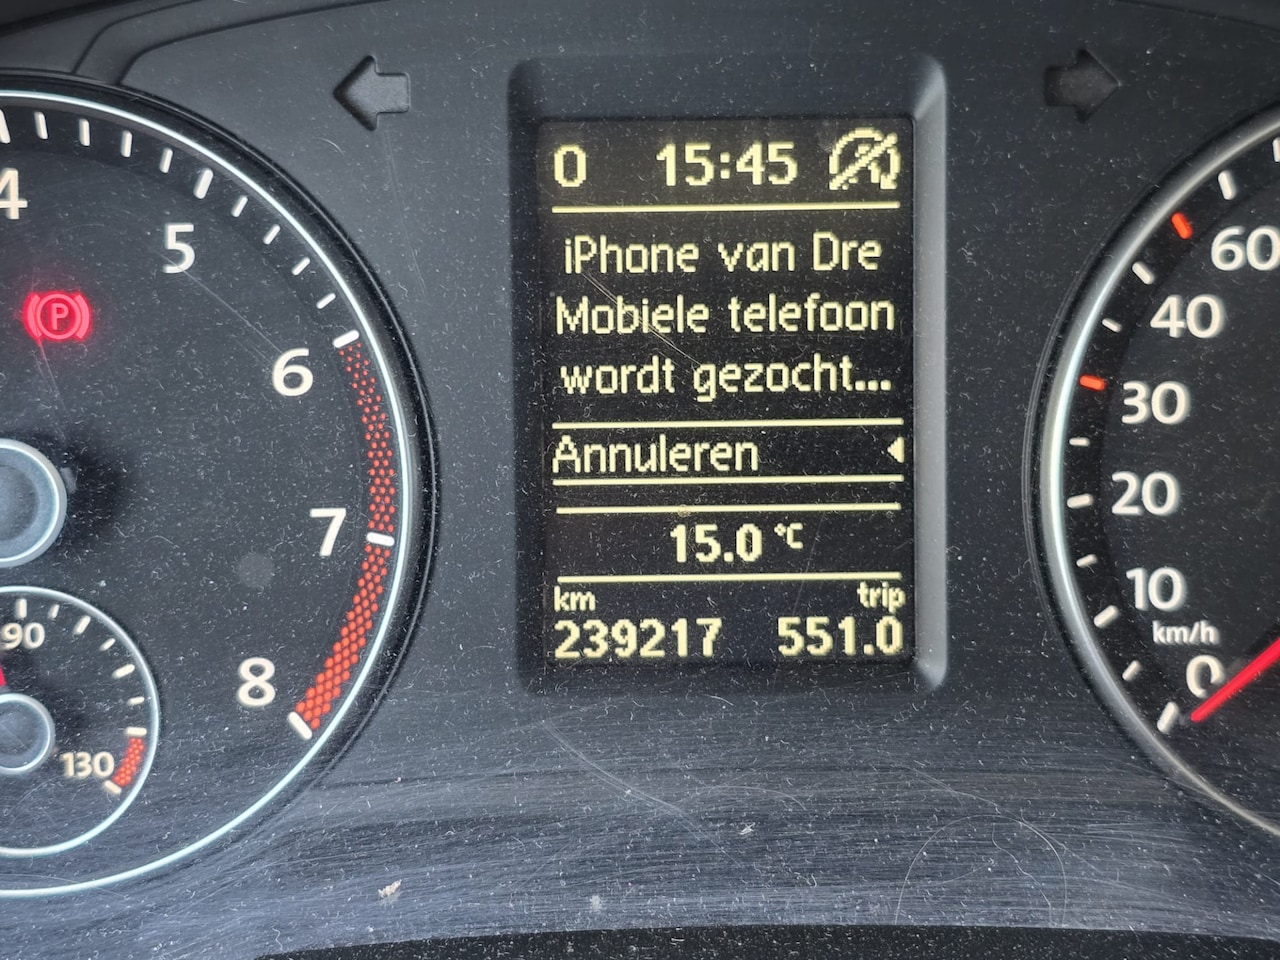 4
5
6
7
8
P
90
130
O 15:45
iPhone van Dre
Mobiele telefoon
wordt gezocht...
Annuleren
15.0 °C
km trip
239217 551.0
60
40
30
20
10
km/h
0